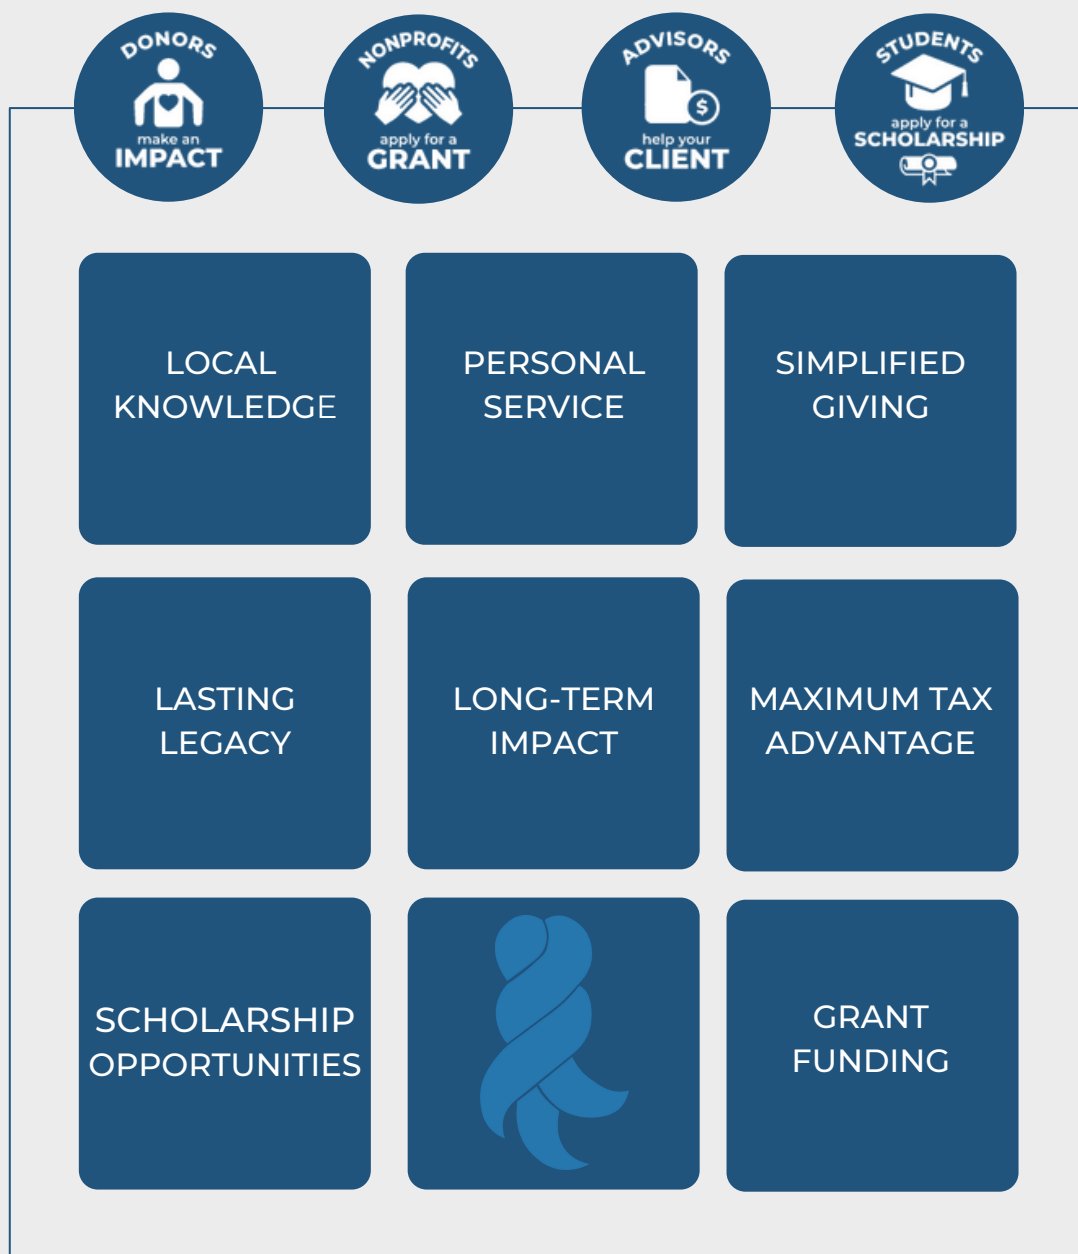 DONORS
make an
IMPACT
NONPROFITS
apply for a
GRANT
ADVISORS
$
help your
CLIENT
STUDENTS
apply for a
SCHOLARSHIP
LOCAL
KNOWLEDGE
PERSONAL
SERVICE
SIMPLIFIED
GIVING
LASTING
LEGACY
LONG-TERM
IMPACT
MAXIMUM TAX
ADVANTAGE
SCHOLARSHIP
OPPORTUNITIES
GRANT
FUNDING